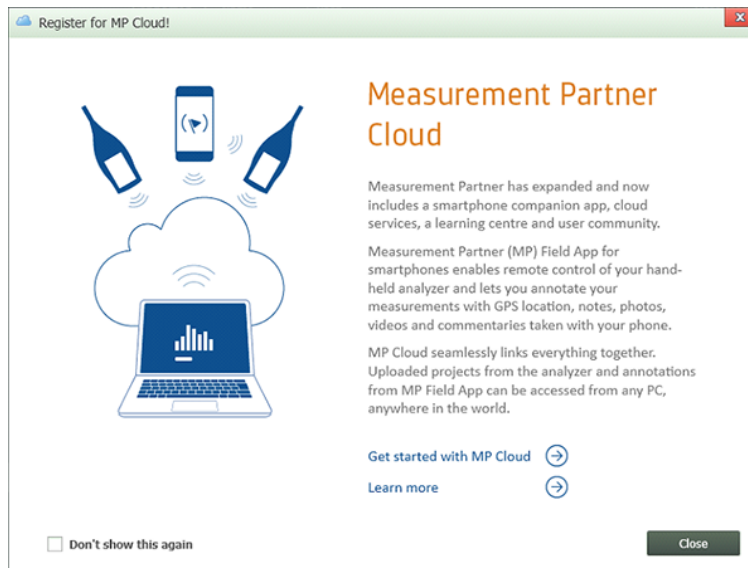 Register for MP Cloud!
Measurement Partner
Cloud
Measurement Partner has expanded and now
includes a smartphone companion app, cloud
services, a learning centre and user community.
Measurement Partner (MP) Field App for
smartphones enables remote control of your hand-
held analyzer and lets you annotate your
measurements with GPS location, notes, photos,
videos and commentaries taken with your phone.
MP Cloud seamlessly links everything together.
Uploaded projects from the analyzer and annotations
from MP Field App can be accessed from any PC,
anywhere in the world.
Get started with MP Cloud
Learn more
Don't show this again
Close